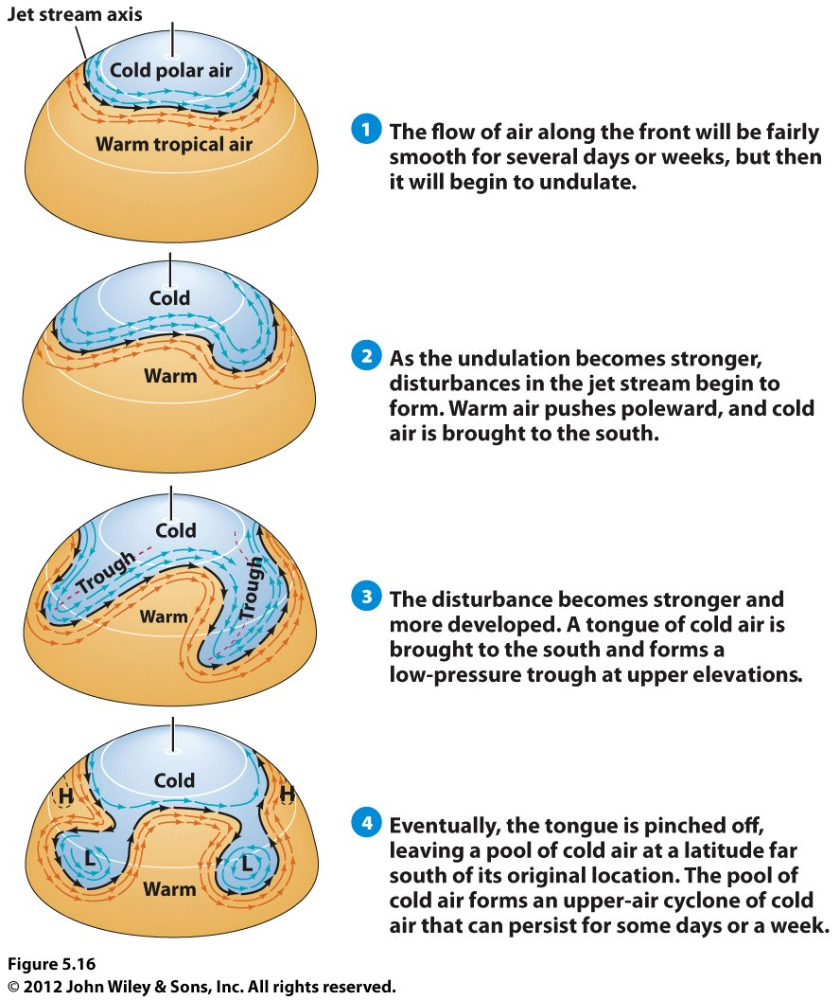 Jet stream axis
Cold polar air
Warm tropical air
1 The flow of air along the front will be fairly
smooth for several days or weeks, but then
it will begin to undulate.
Cold
Warm
2 As the undulation becomes stronger,
disturbances in the jet stream begin to
form. Warm air pushes poleward, and cold
air is brought to the south.
Cold
Trough
Trough
Warm
3 The disturbance becomes stronger and
more developed. A tongue of cold air is
brought to the south and forms a
low-pressure trough at upper elevations.
Cold
H
H
L
L
Warm
4 Eventually, the tongue is pinched off,
leaving a pool of cold air at a latitude far
south of its original location. The pool of
cold air forms an upper-air cyclone of cold
air that can persist for some days or a week.
Figure 5.16
© 2012 John Wiley & Sons, Inc. All rights reserved.